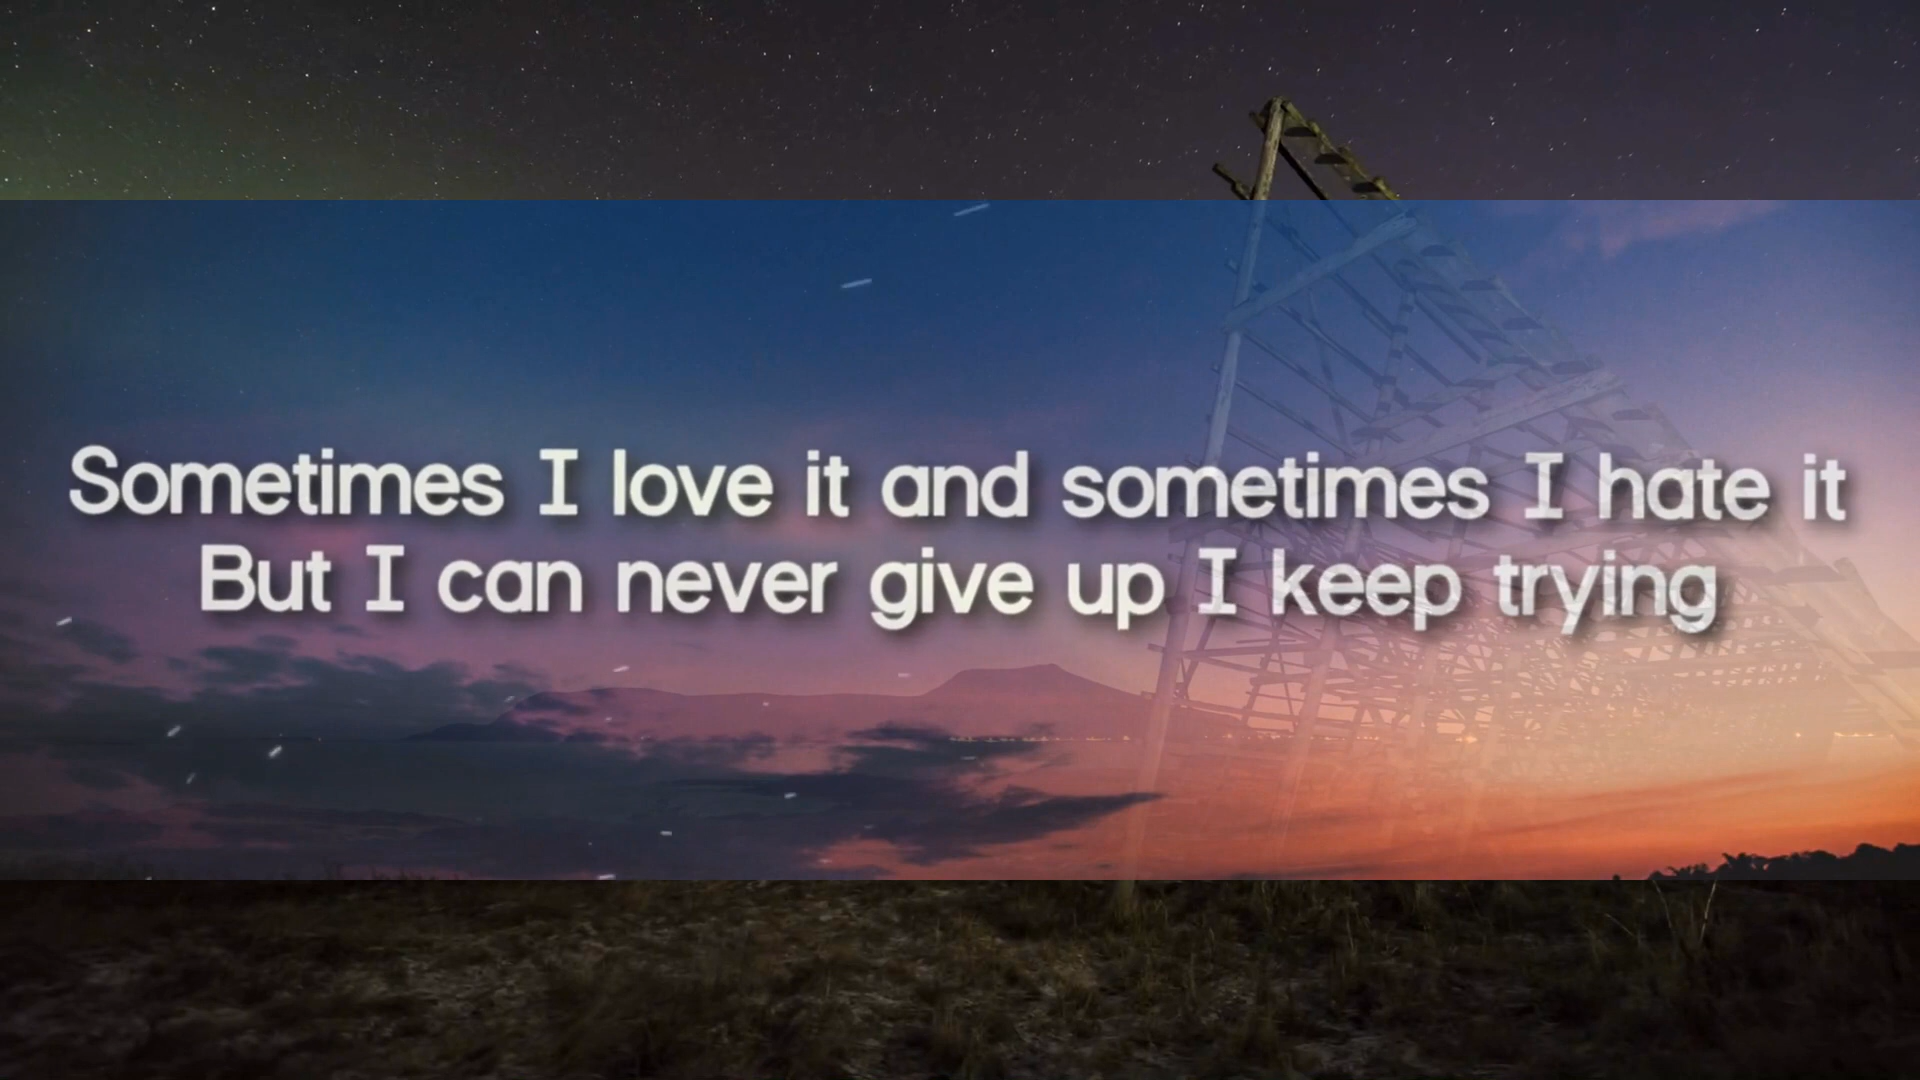 Sometimes I love it and sometimes I hate it
But I can never give up I keep trying